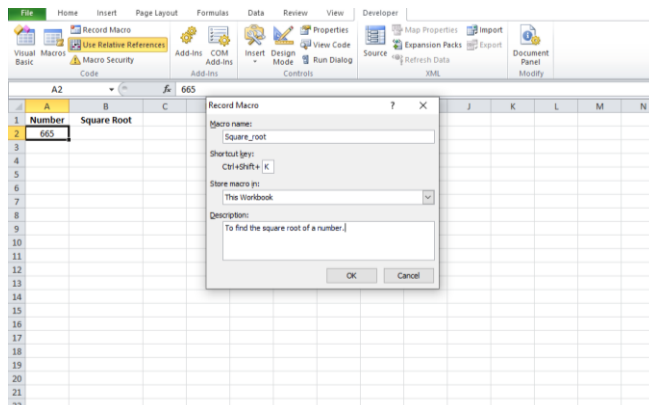 File Home Insert Page Layout Formulas Data Review View Developer
Visual Basic
Macros
Record Macro
Use Relative References
Macro Security
Code
Add-Ins
COM Add-Ins
Add-Ins
Insert
Design Mode
Properties
View Code
Run Dialog
Controls
Source
Map Properties
Expansion Packs
Refresh Data
Import
Export
XML
Document Panel
Modify
A2 fx 665
A B C J K L M N
1 Number Square Root
2 665
3
4
5
6
7
8
9
10
11
12
13
14
15
16
17
18
19
20
21
22
Record Macro ? X
Macro name:
Square_root
Shortcut key:
Ctrl+Shift+ K
Store macro in:
This Workbook
Description:
To find the square root of a number.
OK Cancel